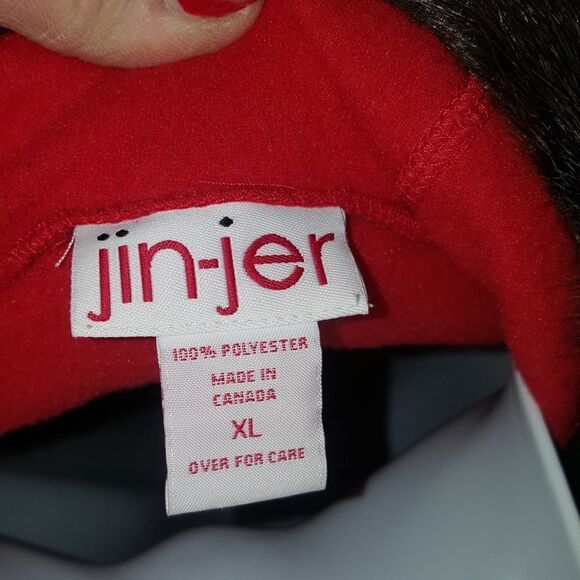 jin-jer
100% POLYESTER
MADE IN
CANADA
XL
OVER FOR CARE